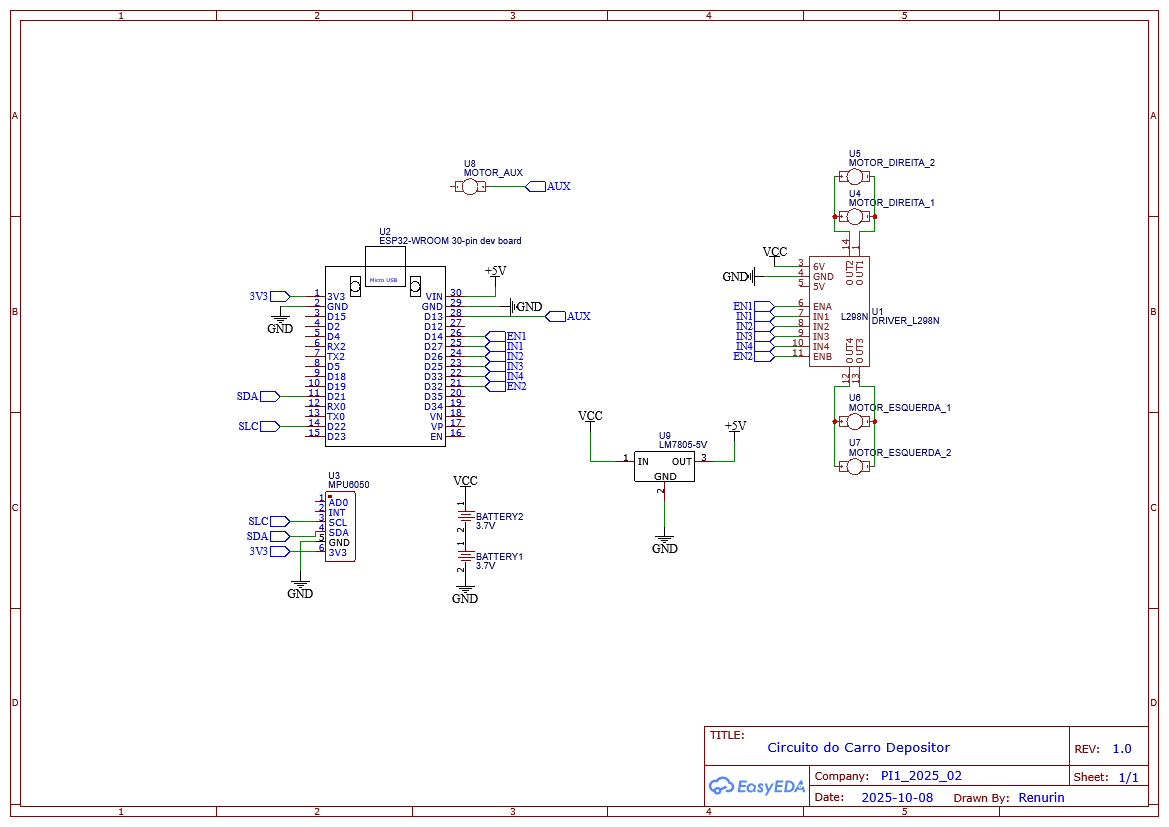 1 2 3 4 5
A A
B B
C C
D D
U8
MOTOR_AUX
AUX
U2
ESP32-WROOM 30-pin dev board
Micro USB
+5V
3V3 1 3V3 VIN 30
2 GND GND 29 GND
GND
3 D15 D13 28 AUX
4 D2 D12 27
5 D4 D14 26 EN1
6 RX2 D27 25 IN1
7 TX2 D26 24 IN2
8 D5 D25 23 IN3
9 D18 D33 22 IN4
10 D19 D32 21 EN2
SDA 11 D21 D35 20
12 RX0 D34 19
13 TX0 VN 18
SLC 14 D22 VP 17
15 D23 EN 16
U3
MPU6050
1 AD0
2 INT
SLC 3 SCL
SDA 4 SDA
5 GND
3V3 6 3V3
GND
VCC
1
BATTERY2
3.7V
2
1
BATTERY1
3.7V
2
GND
VCC
+5V
U9
LM7805-5V
1 IN OUT 3
GND
2
GND
U5
MOTOR_DIREITA_2
U4
MOTOR_DIREITA_1
14 1
OUT2 OUT1
VCC
3 6V
GND 4 GND
5 5V
EN1 6 ENA
IN1 7 IN1
IN2 8 IN2
IN3 9 IN3
IN4 10 IN4
EN2 11 ENB
L298N
U1
DRIVER_L298N
OUT4 OUT3
12 13
U6
MOTOR_ESQUERDA_1
U7
MOTOR_ESQUERDA_2
TITLE:
Circuito do Carro Depositor
REV: 1.0
EasyEDA
Company: PI1_2025_02
Sheet: 1/1
Date: 2025-10-08 Drawn By: Renurin
1 2 3 4 5